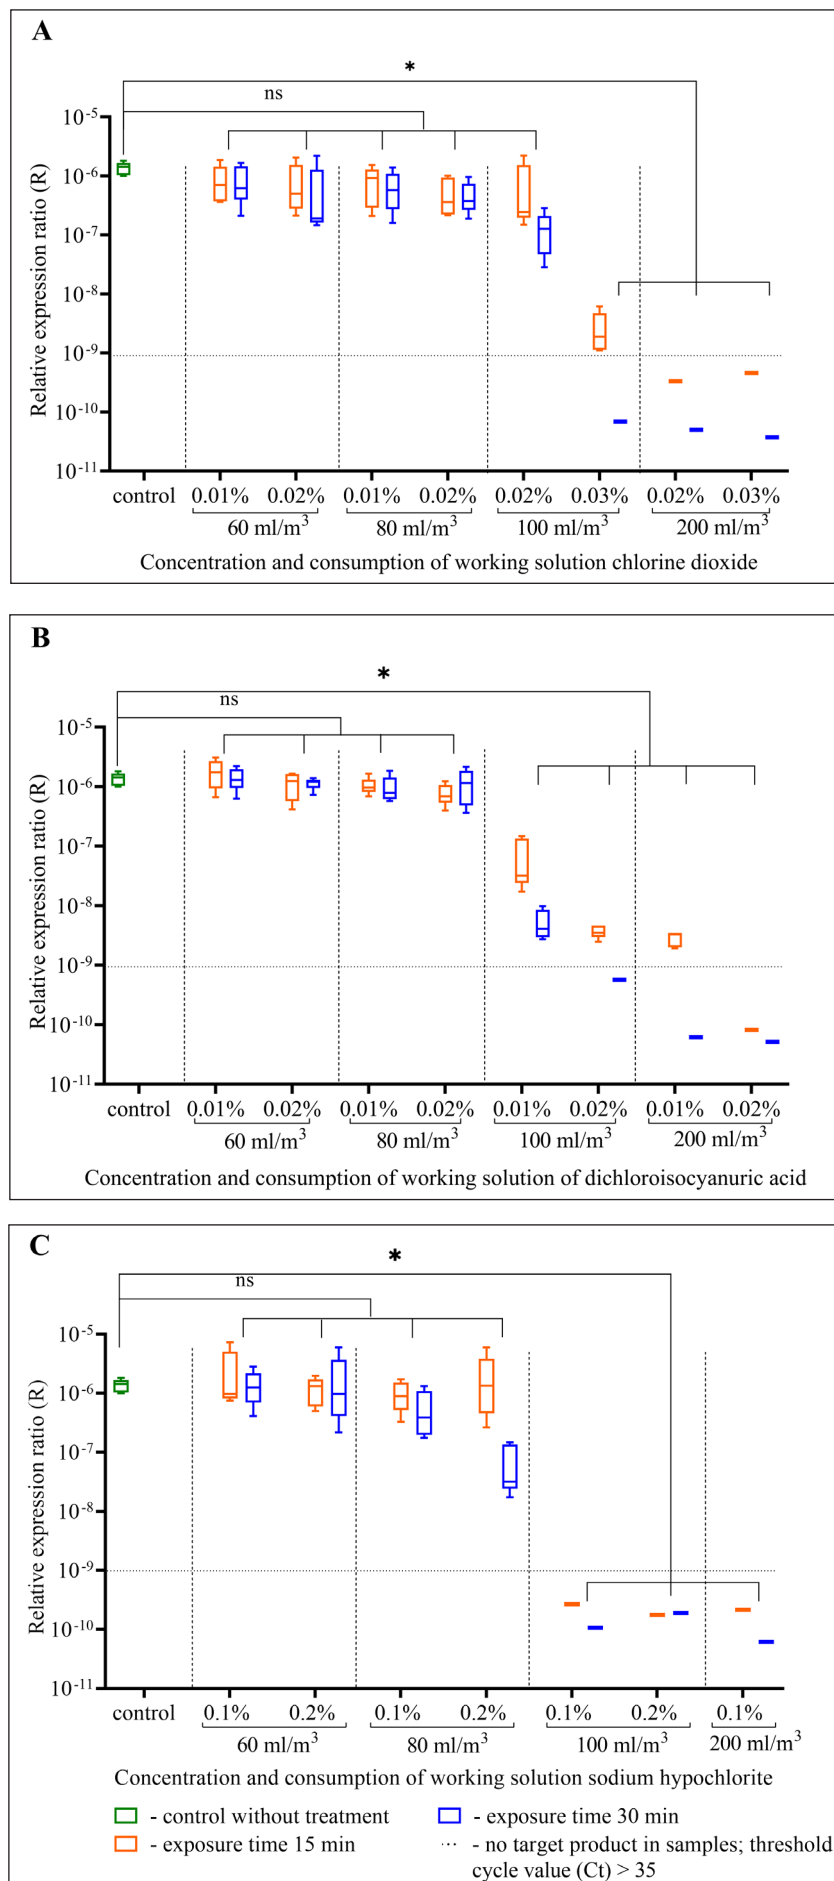 A
*
ns
10-5
10-6
10-7
10-8
10-9
10-10
10-11
Relative expression ratio (R)
control 0.01% 0.02% 0.01% 0.02% 0.02% 0.03% 0.02% 0.03%
60 ml/m3 80 ml/m3 100 ml/m3 200 ml/m3
Concentration and consumption of working solution chlorine dioxide
B
*
ns
10-5
10-6
10-7
10-8
10-9
10-10
10-11
Relative expression ratio (R)
control 0.01% 0.02% 0.01% 0.02% 0.01% 0.02% 0.01% 0.02%
60 ml/m3 80 ml/m3 100 ml/m3 200 ml/m3
Concentration and consumption of working solution of dichloroisocyanuric acid
C
*
ns
10-5
10-6
10-7
10-8
10-9
10-10
10-11
Relative expression ratio (R)
control 0.1% 0.2% 0.1% 0.2% 0.1% 0.2% 0.1%
60 ml/m3 80 ml/m3 100 ml/m3 200 ml/m3
Concentration and consumption of working solution sodium hypochlorite
- control without treatment
- exposure time 15 min
- exposure time 30 min
- no target product in samples; threshold
cycle value (Ct) > 35